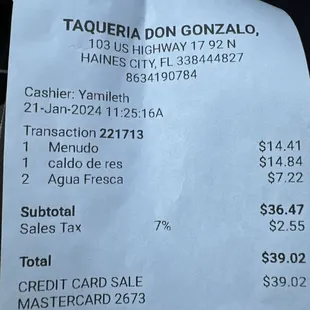 TAQUERIA DON GONZALO,
103 US HIGHWAY 17 92 N
HAINES CITY, FL 338444827
8634190784
Cashier: Yamileth
21-Jan-2024 11:25:16A
Transaction 221713
1 Menudo $14.41
1 caldo de res $14.84
2 Agua Fresca $7.22
Subtotal $36.47
Sales Tax 7% $2.55
Total $39.02
CREDIT CARD SALE $39.02
MASTERCARD 2673